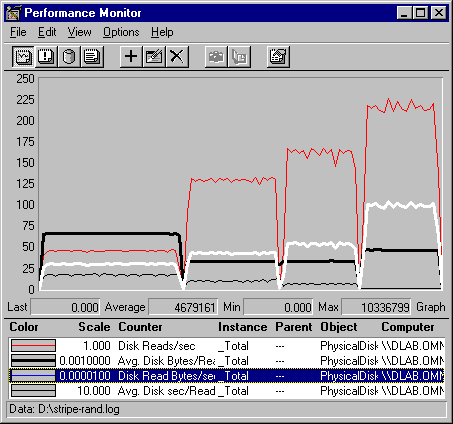 Performance Monitor
File Edit View Options Help
250
225
200
175
150
125
100
75
50
25
0
Last 0.000 Average 4679161 Min 0.000 Max 10336799 Graph
Color Scale Counter Instance Parent Object Computer
1.000 Disk Reads/sec _Total --- PhysicalDisk \\DLAB.OMN
0.0010000 Avg. Disk Bytes/Rea _Total --- PhysicalDisk \\DLAB.OMN
0.0000100 Disk Read Bytes/sec _Total --- PhysicalDisk \\DLAB.OMN
10.000 Avg. Disk sec/Read _Total --- PhysicalDisk \\DLAB.OMN
Data: D:\stripe-rand.log